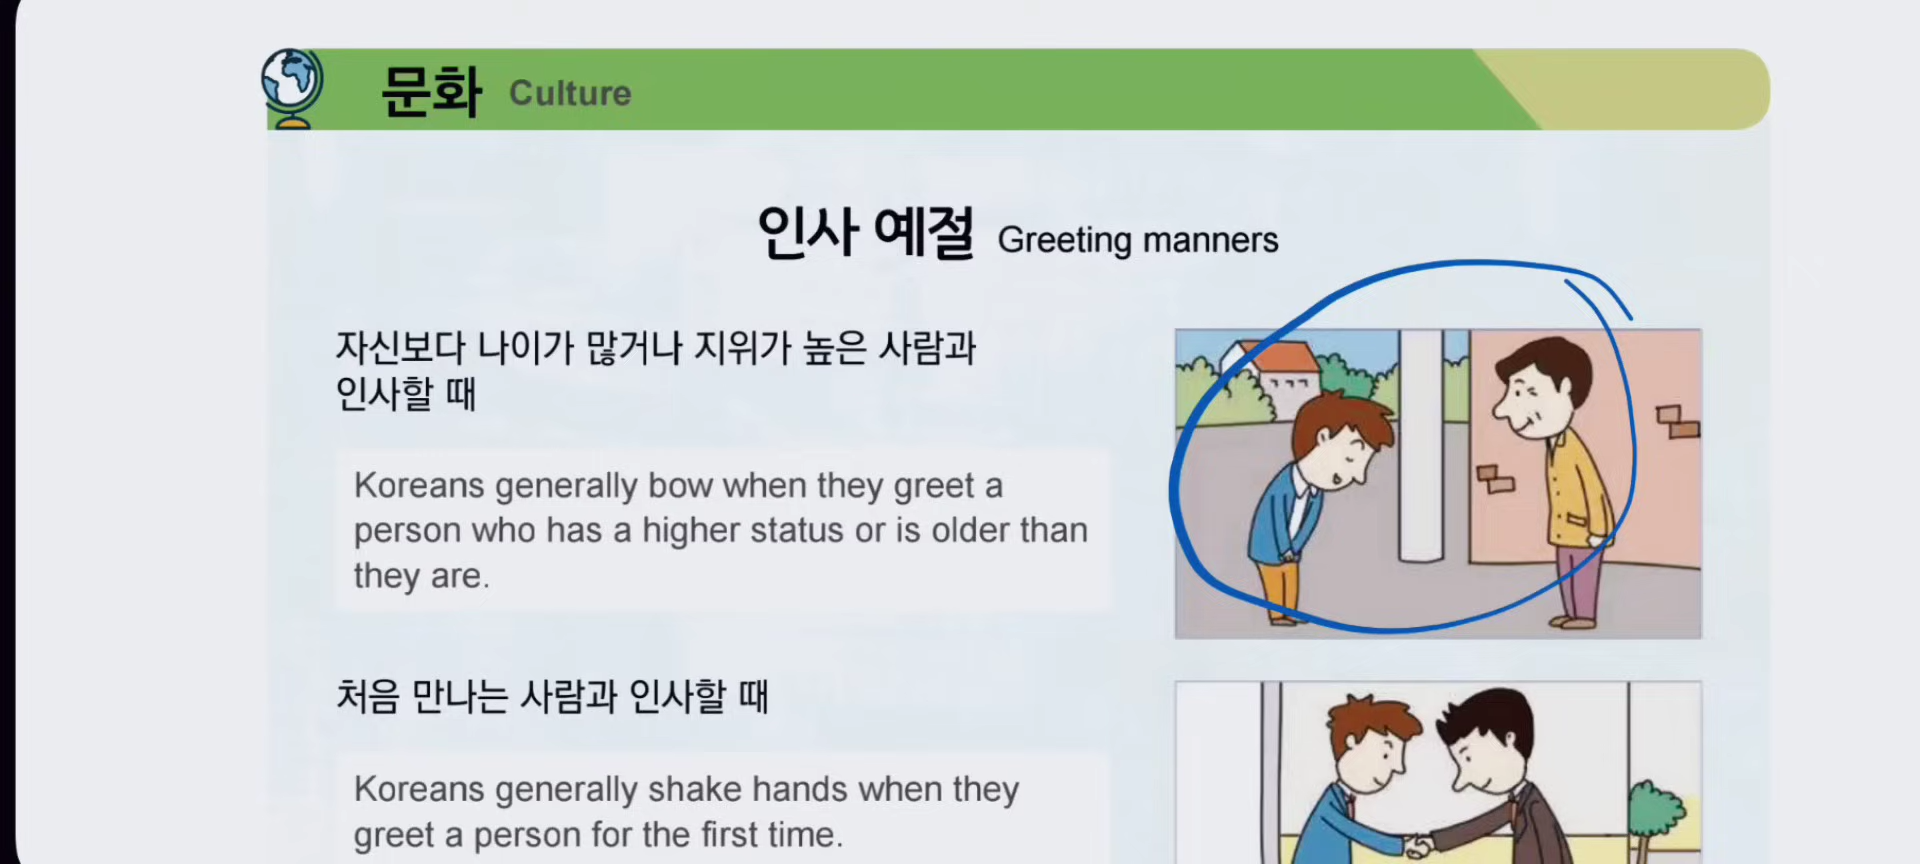 문화 Culture
인사 예절 Greeting manners
자신보다 나이가 많거나 지위가 높은 사람과
인사할 때
Koreans generally bow when they greet a
person who has a higher status or is older than
they are.
처음 만나는 사람과 인사할 때
Koreans generally shake hands when they
greet a person for the first time.